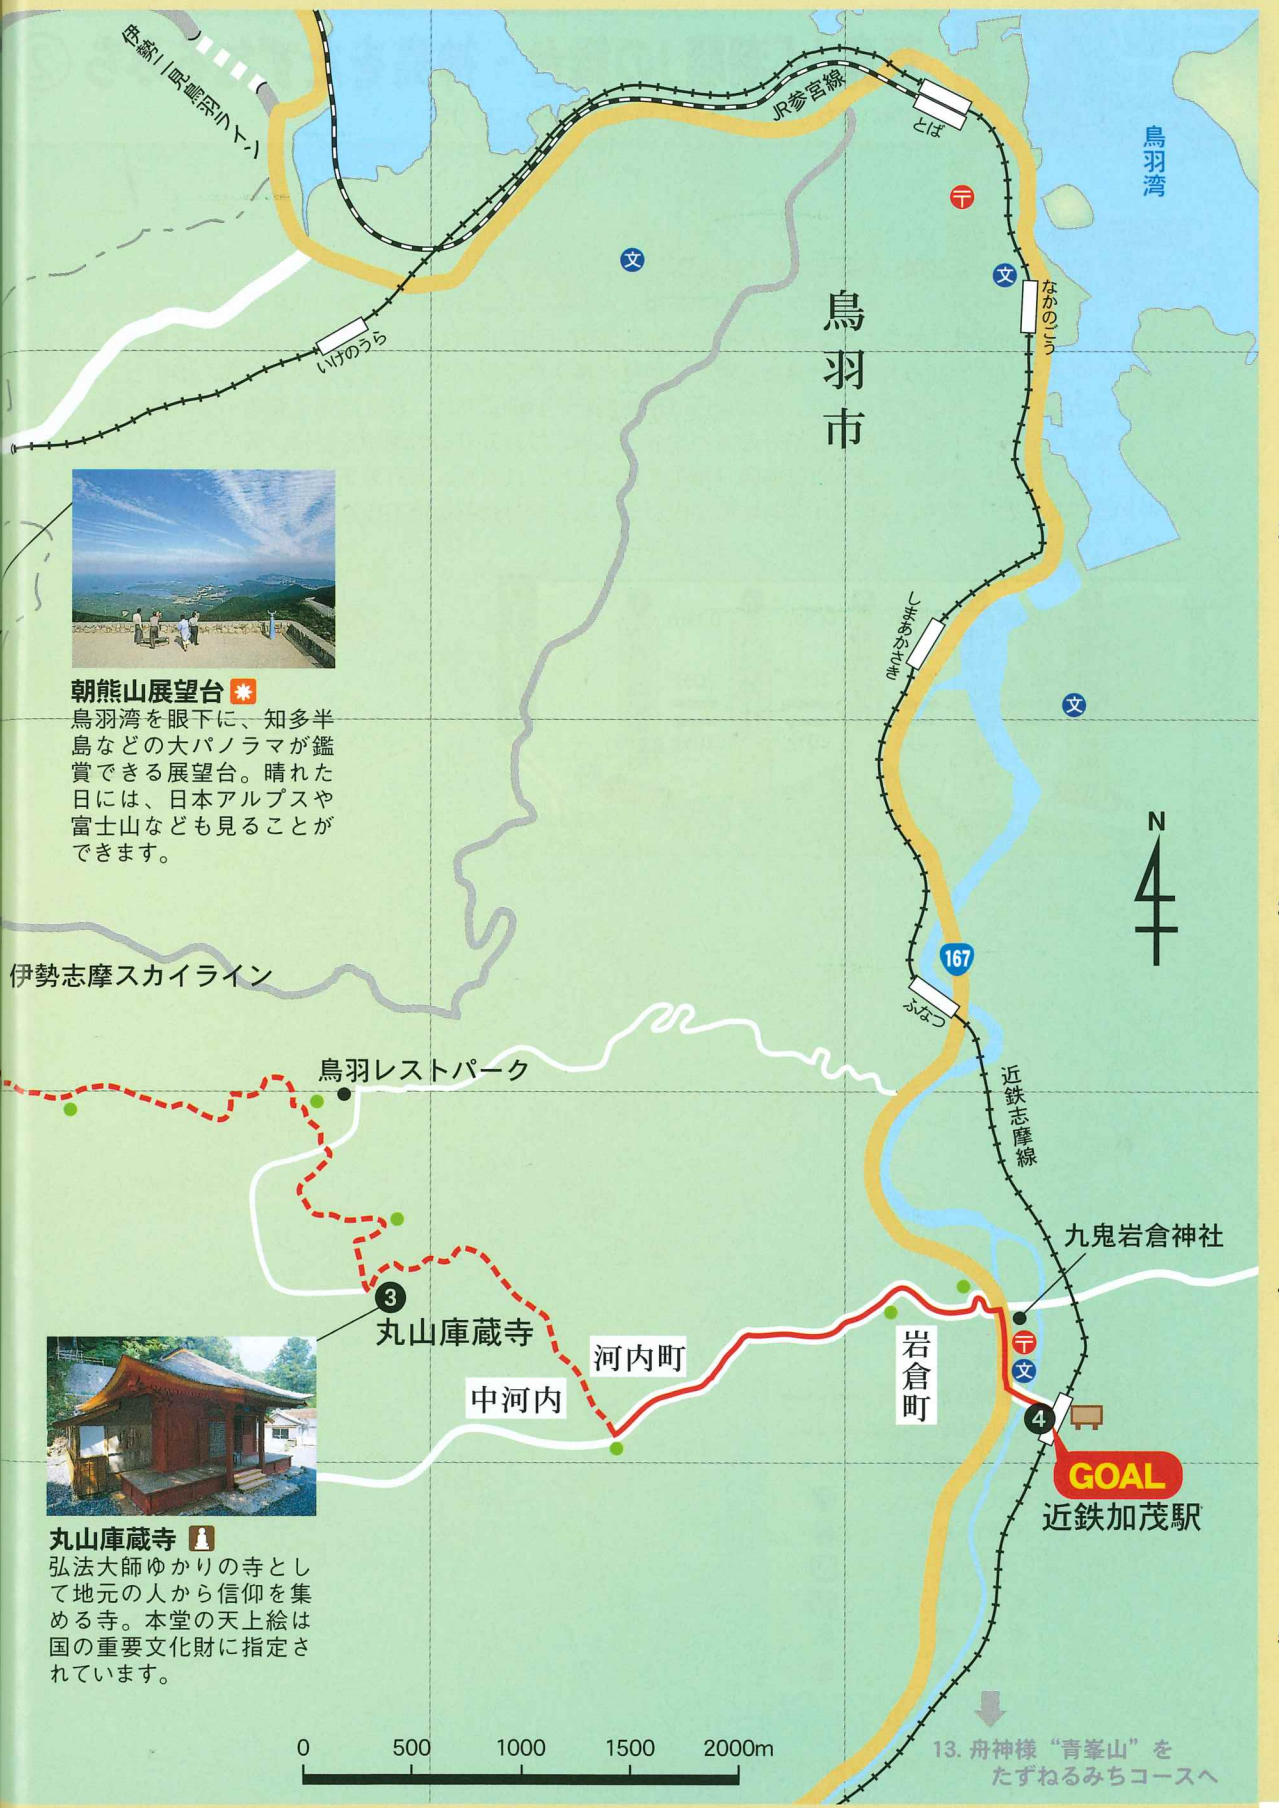 伊勢二見鳥羽ライン
JR参宮線
とば
鳥羽湾
〒
文
文
なかのごう
鳥羽市
いけのうら
しまあかさき
文
朝熊山展望台
鳥羽湾を眼下に、知多半
島などの大パノラマが鑑
賞できる展望台。晴れた
日には、日本アルプスや
富士山なども見ることが
できます。
N
167
伊勢志摩スカイライン
ふなつ
鳥羽レストパーク
近鉄志摩線
九鬼岩倉神社
3
丸山庫蔵寺
河内町
中河内
岩倉町
〒
文
4
GOAL
近鉄加茂駅
丸山庫蔵寺
弘法大師ゆかりの寺とし
て地元の人から信仰を集
める寺。本堂の天上絵は
国の重要文化財に指定さ
れています。
0 500 1000 1500 2000m
13. 舟神様“青峯山”を
たずねるみちコースへ